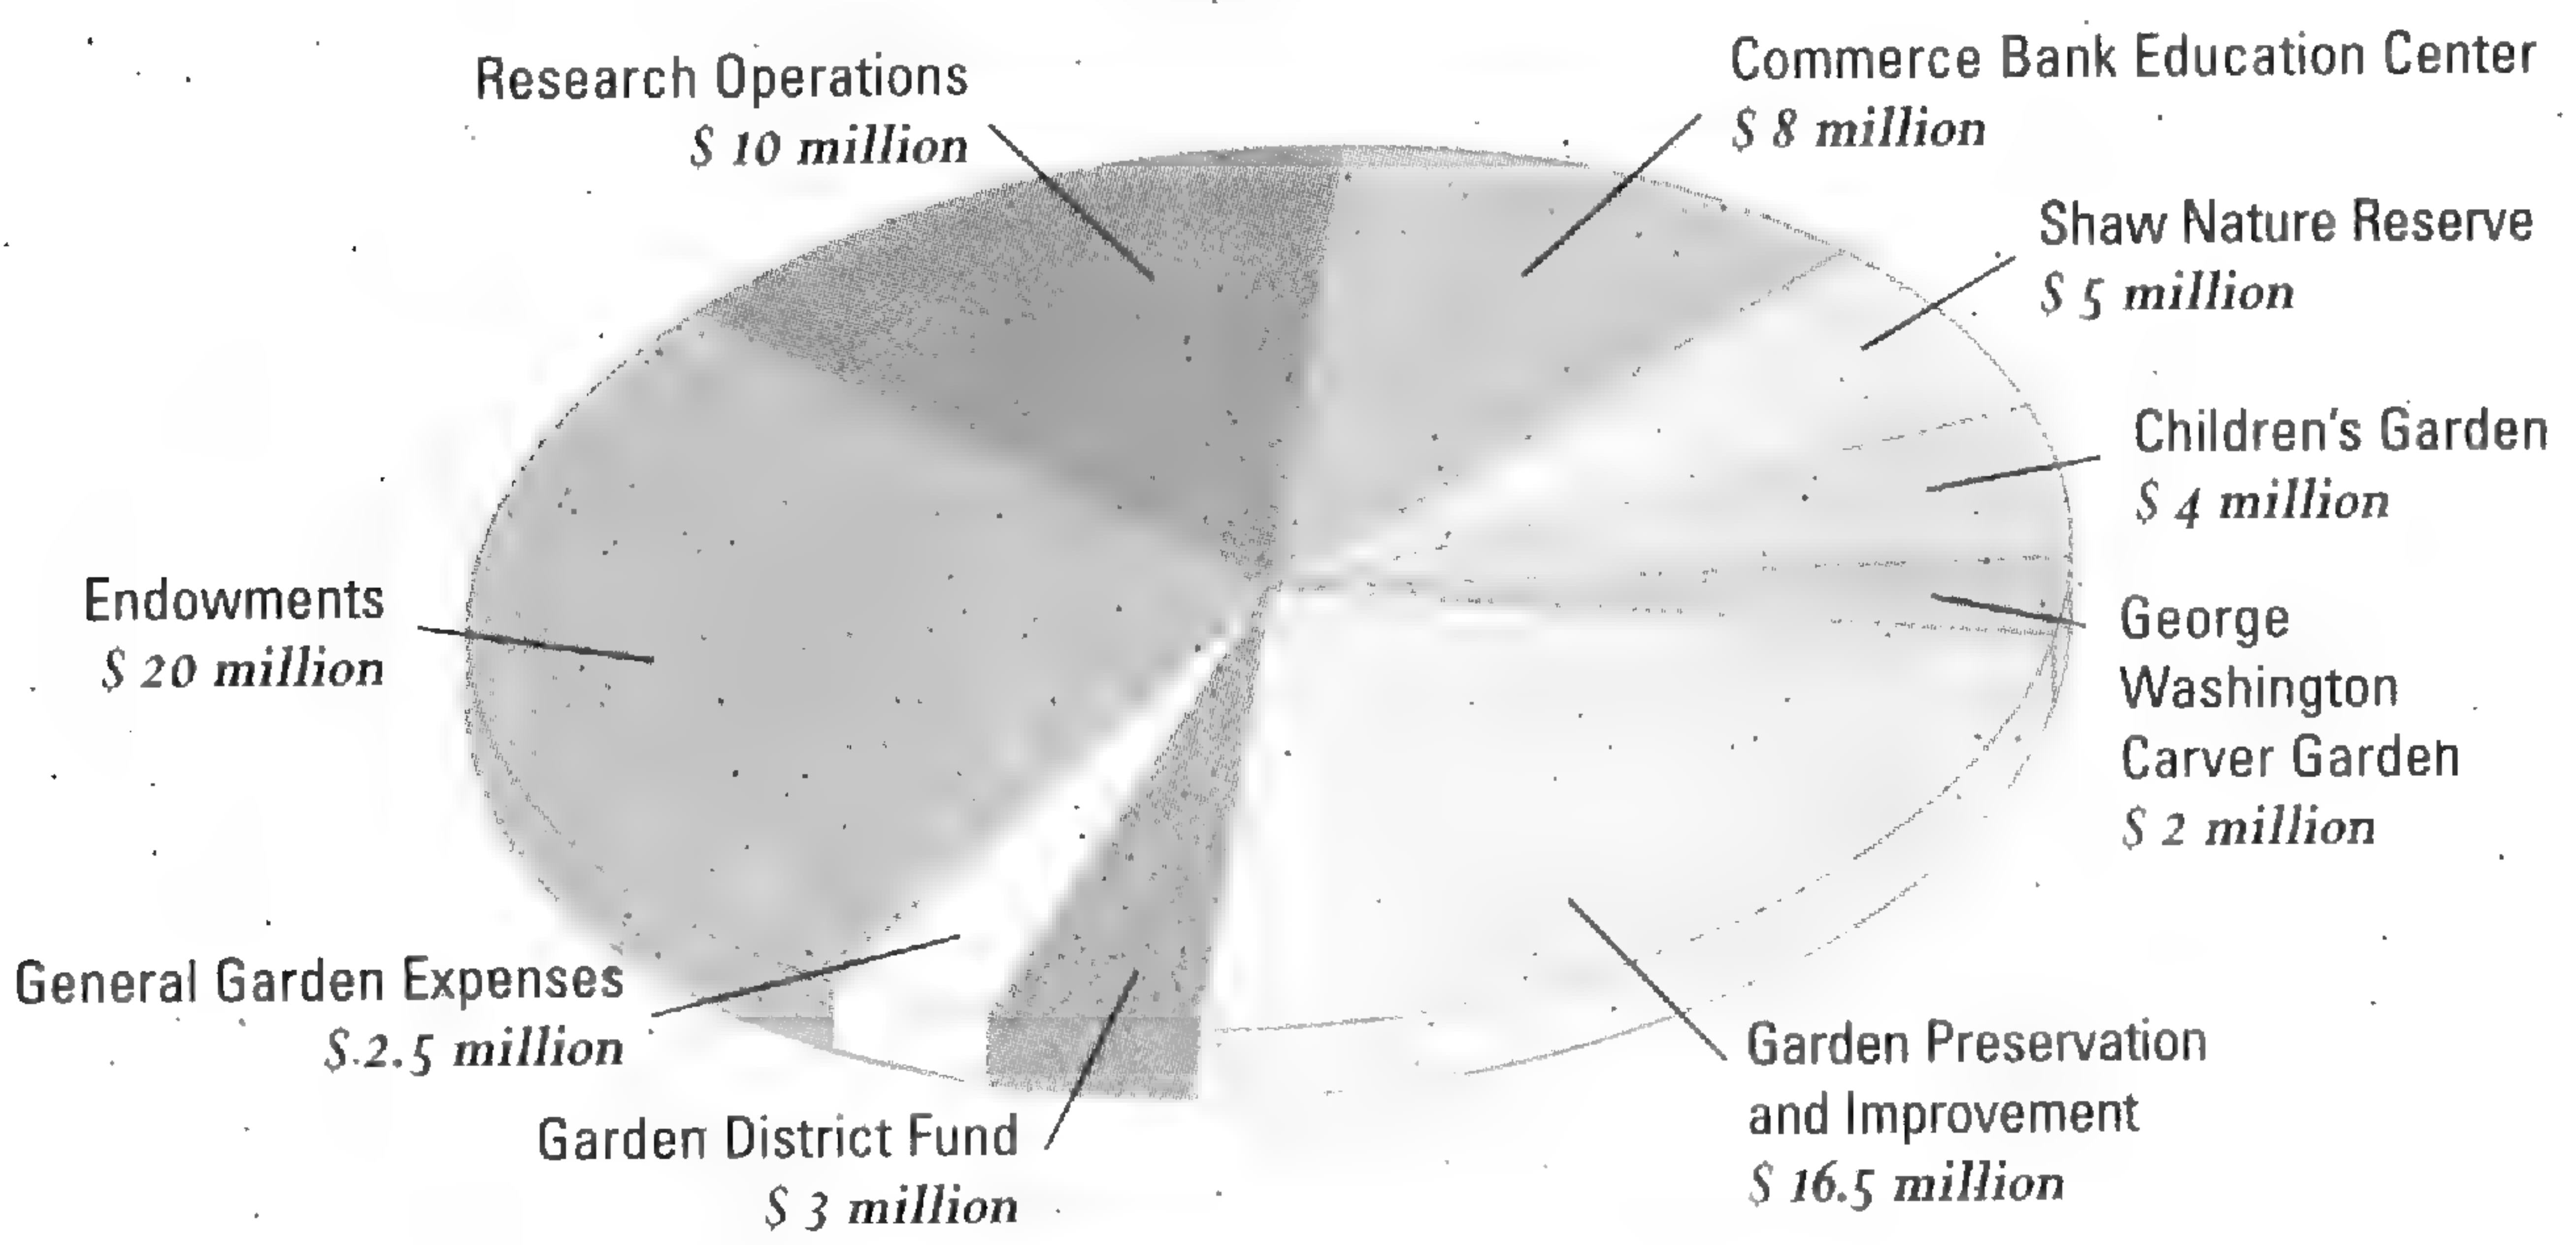 Research Operations
$ 10 million
Commerce Bank Education Center
$ 8 million
Shaw Nature Reserve
$ 5 million
Children's Garden
$ 4 million
George
Washington
Carver Garden
$ 2 million
Garden Preservation
and Improvement
$ 16.5 million
Garden District Fund
$ 3 million
General Garden Expenses
$ 2.5 million
Endowments
$ 20 million